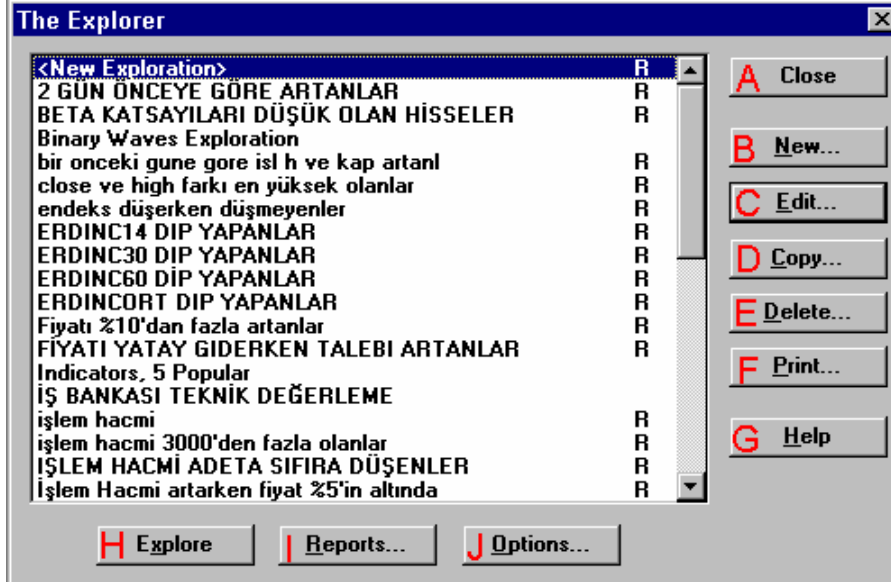 The Explorer
<New Exploration> R
2 GÜN ÖNCEYE GÖRE ARTANLAR R
BETA KATSAYILARI DÜŞÜK OLAN HİSSELER R
Binary Waves Exploration
bir onceki gune gore isl h ve kap artanl R
close ve high farkı en yüksek olanlar R
endeks düşerken düşmeyenler R
ERDINC14 DIP YAPANLAR R
ERDINC30 DIP YAPANLAR R
ERDINC60 DİP YAPANLAR R
ERDINCORT DIP YAPANLAR R
Fiyatı %10'dan fazla artanlar R
FİYATI YATAY GIDERKEN TALEBI ARTANLAR R
Indicators, 5 Popular
İŞ BANKASI TEKNİK DEĞERLEME
işlem hacmi R
işlem hacmi 3000'den fazla olanlar R
IŞLEM HACMİ ADETA SIFIRA DÜŞENLER R
İşlem Hacmi artarken fiyat %5'in altında R
A Close
B New...
C Edit...
D Copy...
E Delete...
F Print...
G Help
H Explore
I Reports...
J Options...